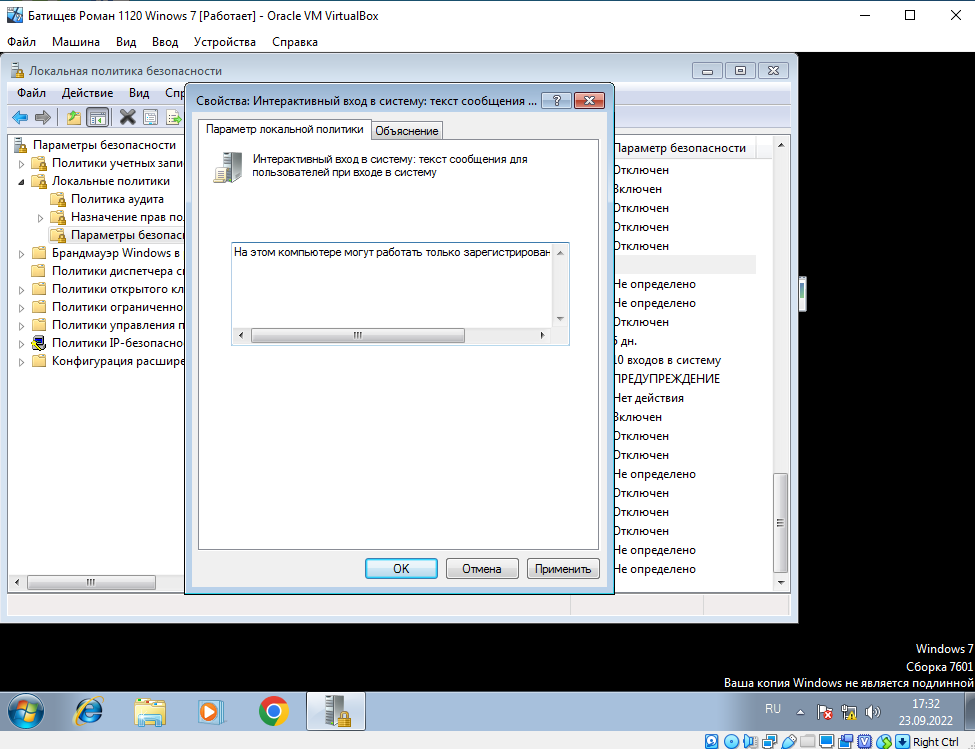 Батищев Роман 1120 Winows 7 [Работает] - Oracle VM VirtualBox
Файл Машина Вид Ввод Устройства Справка
Локальная политика безопасности
Файл Действие Вид Спр
Свойства: Интерактивный вход в систему: текст сообщения ...
Параметр локальной политики Объяснение
Интерактивный вход в систему: текст сообщения для
пользователей при входе в систему
На этом компьютере могут работать только зарегистрирован
OK Отмена Применить
Параметры безопасности
Политики учетных запи
Локальные политики
Политика аудита
Назначение прав по
Параметры безопас
Брандмауэр Windows в
Политики диспетчера с
Политики открытого кл
Политики ограниченно
Политики управления п
Политики IP-безопасно
Конфигурация расшире
Параметр безопасности
Отключен
Включен
Отключен
Отключен
Отключен
Не определено
Не определено
Отключен
5 дн.
10 входов в систему
ПРЕДУПРЕЖДЕНИЕ
Нет действия
Включен
Отключен
Отключен
Не определено
Отключен
Отключен
Отключен
Не определено
Не определено
Windows 7
Сборка 7601
Ваша копия Windows не является подлинной
RU
17:32
23.09.2022
Right Ctrl